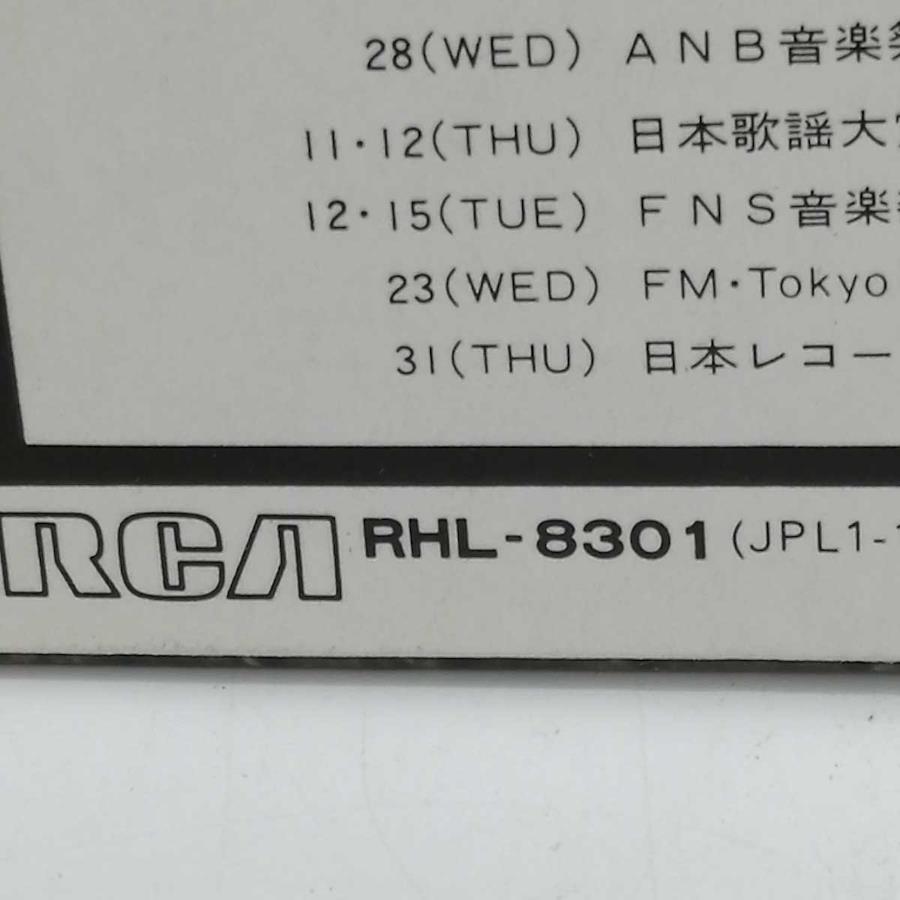 28(WED) ANB音楽祭
11・12(THU) 日本歌謡大
12・15(TUE) FNS音楽
23(WED) FM・Tokyo
31(THU) 日本レコー
RCA RHL-8301 (JPL1-1